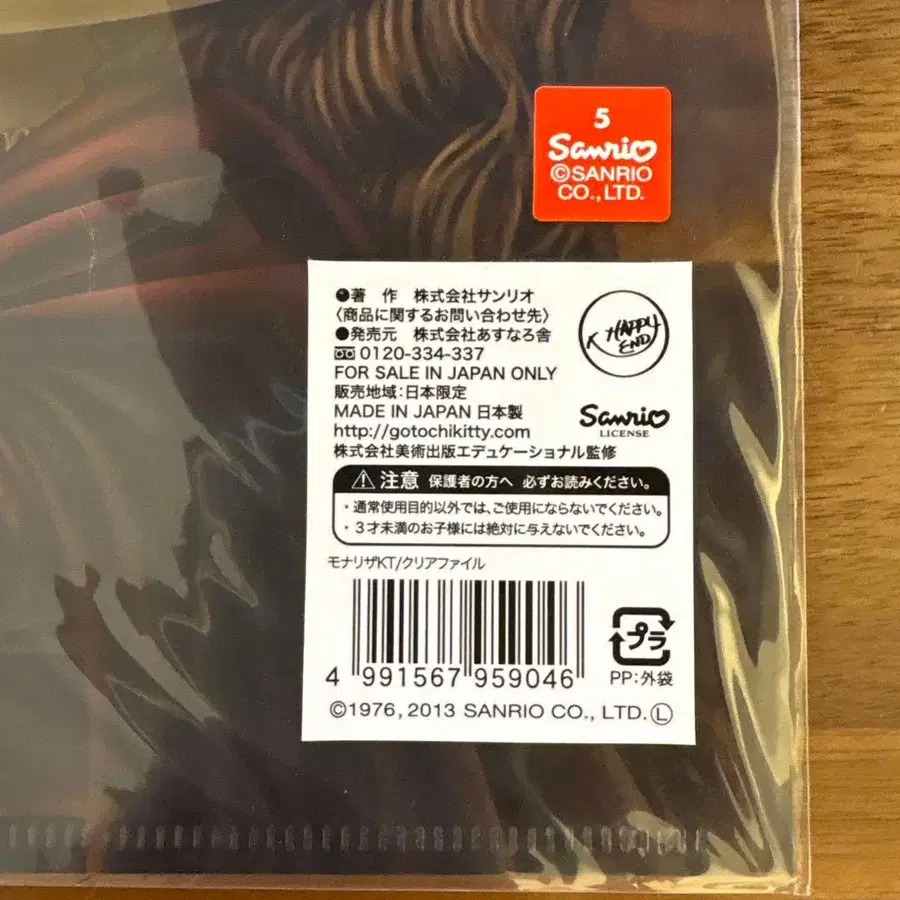 5
Sanrio
©SANRIO
CO.,LTD.
●著 作 株式会社サンリオ
〈商品に関するお問い合わせ先〉
●発売元 株式会社あすなろ舎
0120-334-337
FOR SALE IN JAPAN ONLY
販売地域:日本限定
MADE IN JAPAN 日本製
http://gotochikitty.com
株式会社美術出版エデュケーショナル監修
HAPPY
END
Sanrio
LICENSE
注意 保護者の方へ 必ずお読みください。
・通常使用目的以外では、ご使用にならないでください。
・3才未満のお子様には絶対に与えないでください。
モナリザKT/クリアファイル
4 991567 959046
プラ
PP:外袋
©1976, 2013 SANRIO CO., LTD. Ⓛ